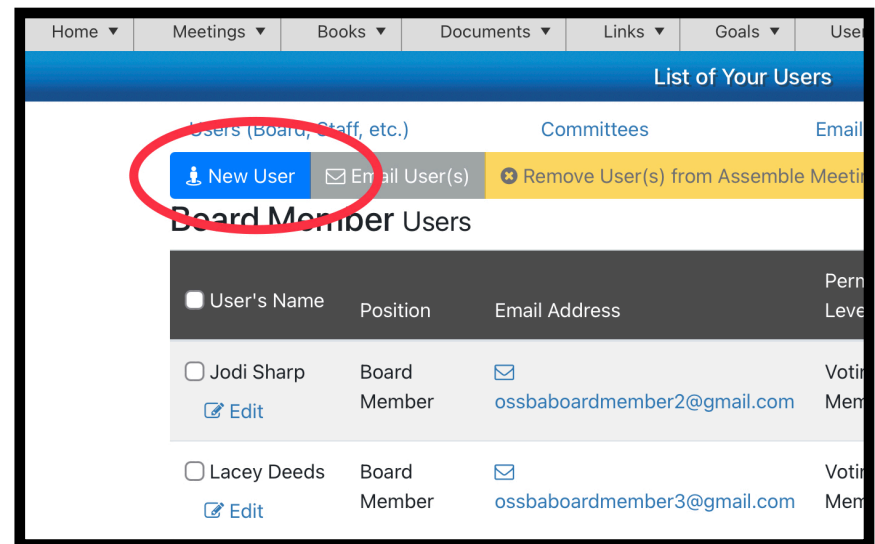 Home ▼ Meetings ▼ Books ▼ Documents ▼ Links ▼ Goals ▼
List of Your Users
Users (Board, Staff, etc.) Committees Email
New User Email User(s) Remove User(s) from Assemble
Board Member Users
User's Name Position Email Address
Jodi Sharp Board Member ossbaboardmember2@gmail.com
Edit
Lacey Deeds Board Member ossbaboardmember3@gmail.com
Edit